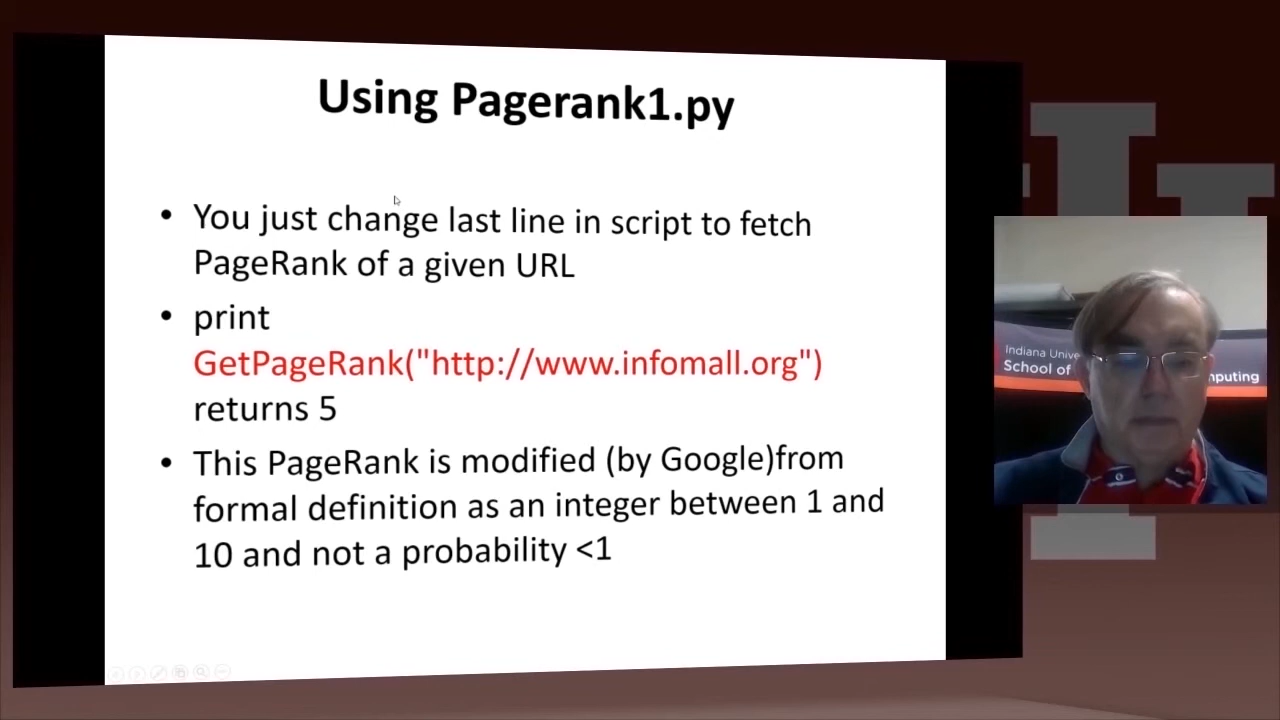 Using Pagerank1.py
• You just change last line in script to fetch
PageRank of a given URL
• print
GetPageRank("http://www.infomall.org")
returns 5
• This PageRank is modified (by Google)from
formal definition as an integer between 1 and
10 and not a probability <1
Indiana Unive
School of
mputing